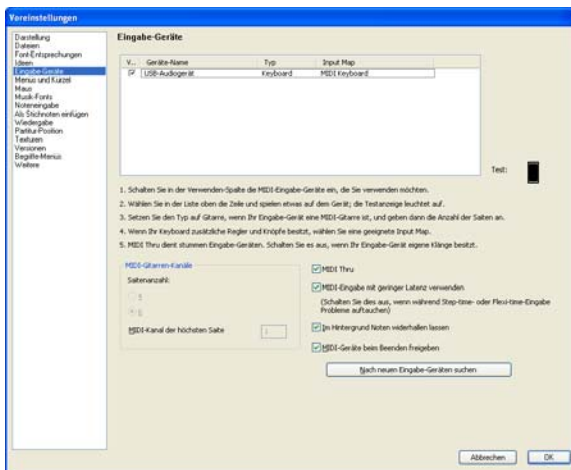 Voreinstellungen
Darstellung
Dateien
Font-Entsprechungen
Ideen
Eingabe-Geräte
Menüs und Kürzel
Maus
Musik-Fonts
Noteneingabe
Als Stichnoten einfügen
Wiedergabe
Partitur-Position
Texturen
Versionen
Begriffe-Menüs
Weitere
Eingabe-Geräte
V... Geräte-Name Typ Input Map
USB-Audiogerät Keyboard MIDI Keyboard
Test:
1. Schalten Sie in der Verwenden-Spalte die MIDI-Eingabe-Geräte ein, die Sie verwenden möchten.
2. Wählen Sie in der Liste oben die Zeile und spielen etwas auf dem Gerät; die Testanzeige leuchtet auf.
3. Setzen Sie den Typ auf Gitarre, wenn Ihr Eingabe-Gerät eine MIDI-Gitarre ist, und geben dann die Anzahl der Saiten an.
4. Wenn Ihr Keyboard zusätzliche Regler und Knöpfe besitzt, wählen Sie eine geeignete Input Map.
5. MIDI Thru dient stummen Eingabe-Geräten. Schalten Sie es aus, wenn Ihr Eingabe-Gerät eigene Klänge besitzt.
MIDI-Gitarren-Kanäle
Saitenanzahl:
MIDI-Kanal der höchsten Saite
MIDI Thru
MIDI-Eingabe mit geringer Latenz verwenden
(Schalten Sie dies aus, wenn während Step-time- oder Flexi-time-Eingabe
Probleme auftauchen)
Im Hintergrund Noten widerhallen lassen
MIDI-Geräte beim Beenden freigeben
Nach neuen Eingabe-Geräten suchen
Abbrechen OK